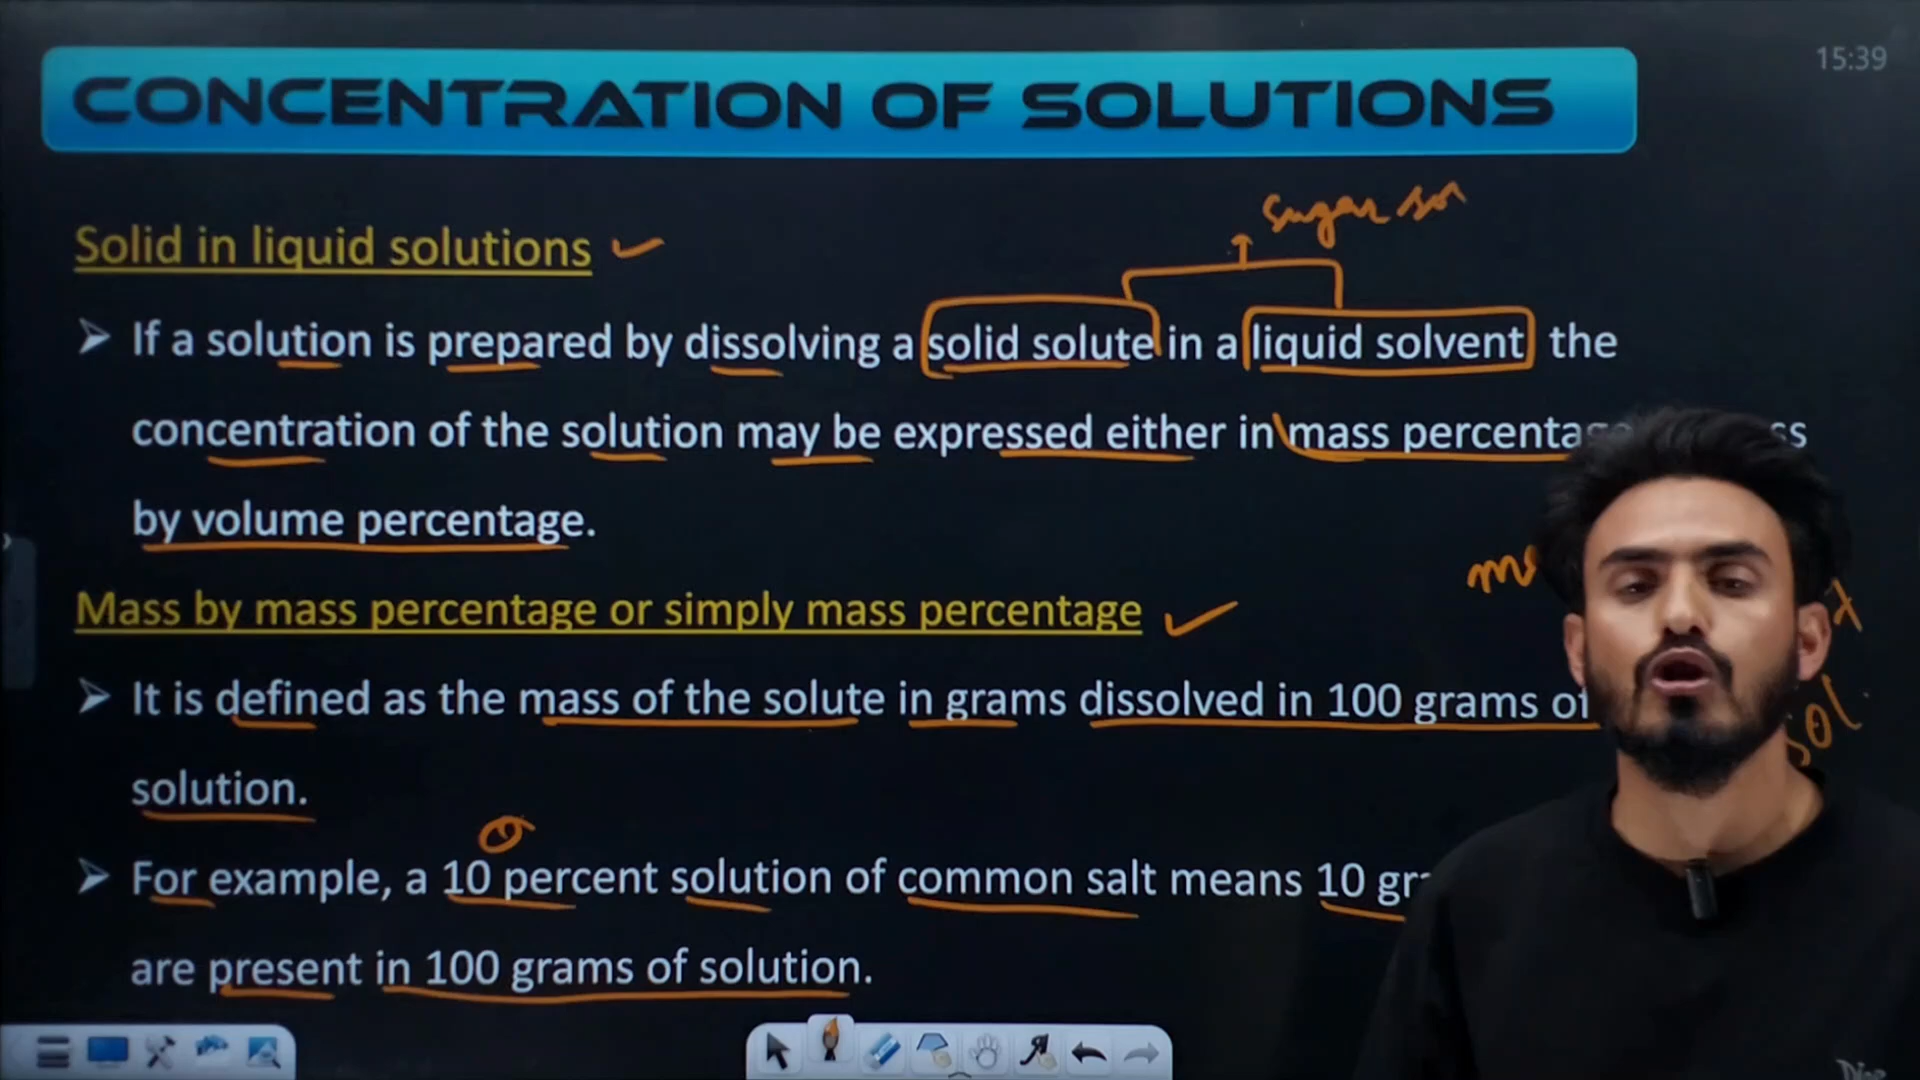 15:39
CONCENTRATION OF SOLUTIONS
sugar sol
Solid in liquid solutions
If a solution is prepared by dissolving a solid solute in a liquid solvent the
concentration of the solution may be expressed either in mass
by volume percentage.
Mass by mass percentage or simply mass percentage
It is defined as the mass of the solute in grams dissolved in 100 grams of
sol.
solution.
For example, a 10 percent solution of common salt means 10
are present in 100 grams of solution.